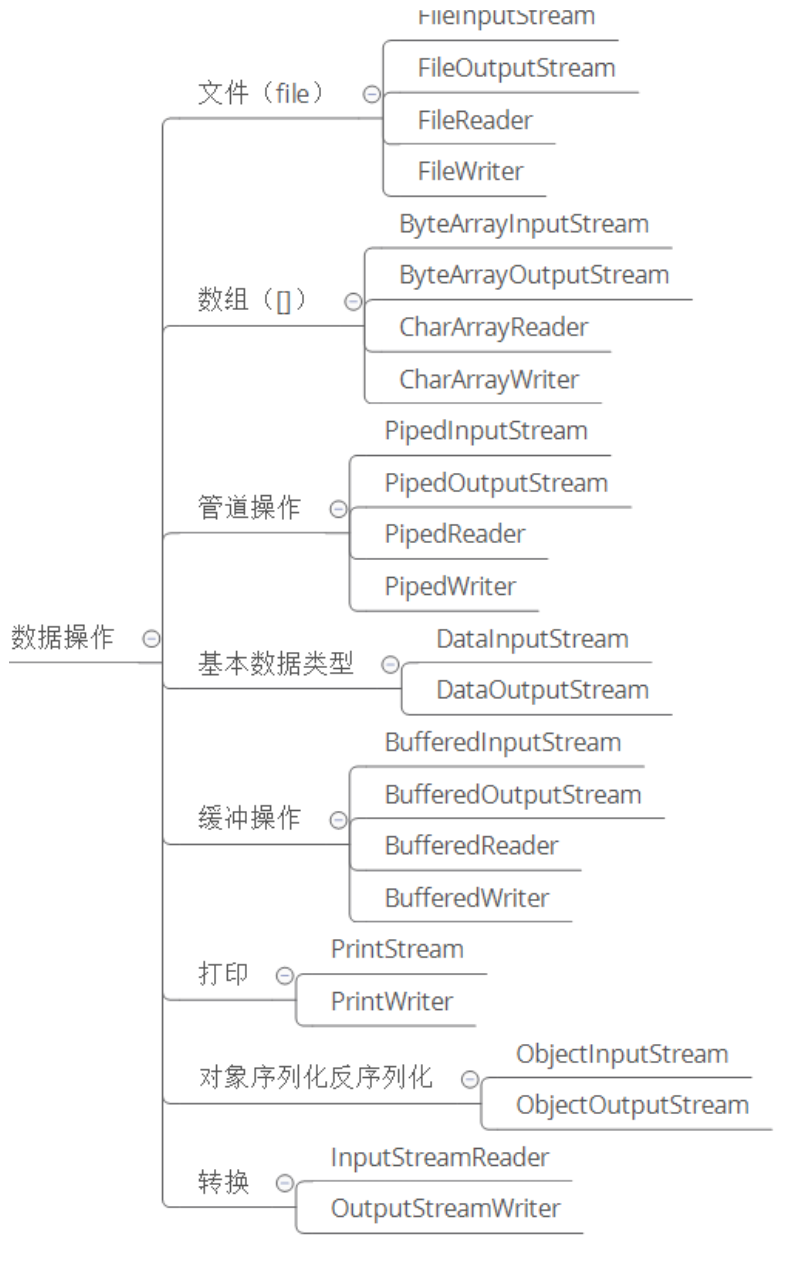 数据操作
文件（file）
FileInputStream
FileOutputStream
FileReader
FileWriter
数组（[]）
ByteArrayInputStream
ByteArrayOutputStream
CharArrayReader
CharArrayWriter
管道操作
PipedInputStream
PipedOutputStream
PipedReader
PipedWriter
基本数据类型
DataInputStream
DataOutputStream
缓冲操作
BufferedInputStream
BufferedOutputStream
BufferedReader
BufferedWriter
打印
PrintStream
PrintWriter
对象序列化反序列化
ObjectInputStream
ObjectOutputStream
转换
InputStreamReader
OutputStreamWriter